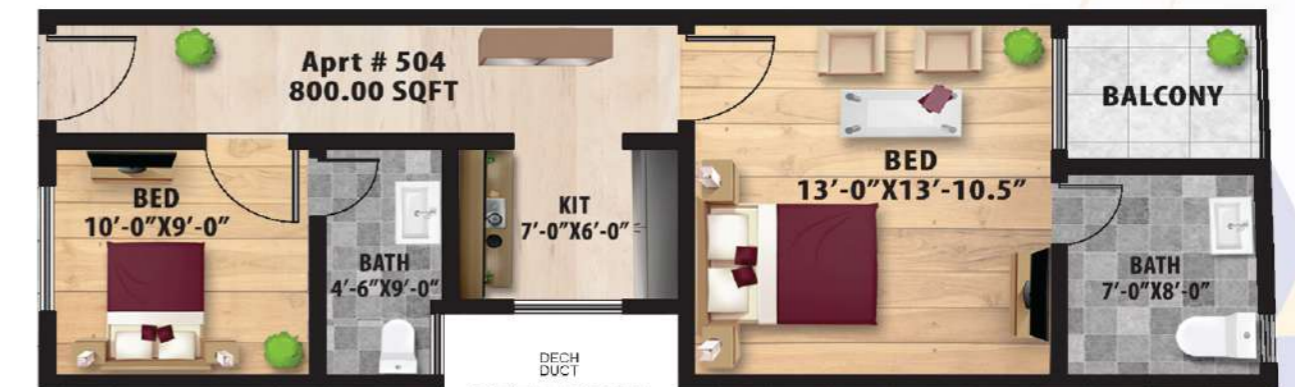 Aprt # 504
800.00 SQFT
BED
10'-0"X9'-0"
BATH
4'-6"X9'-0"
KIT
7'-0"X6'-0"
DECH
DUCT
BED
13'-0"X13'-10.5"
BALCONY
BATH
7'-0"X8'-0"